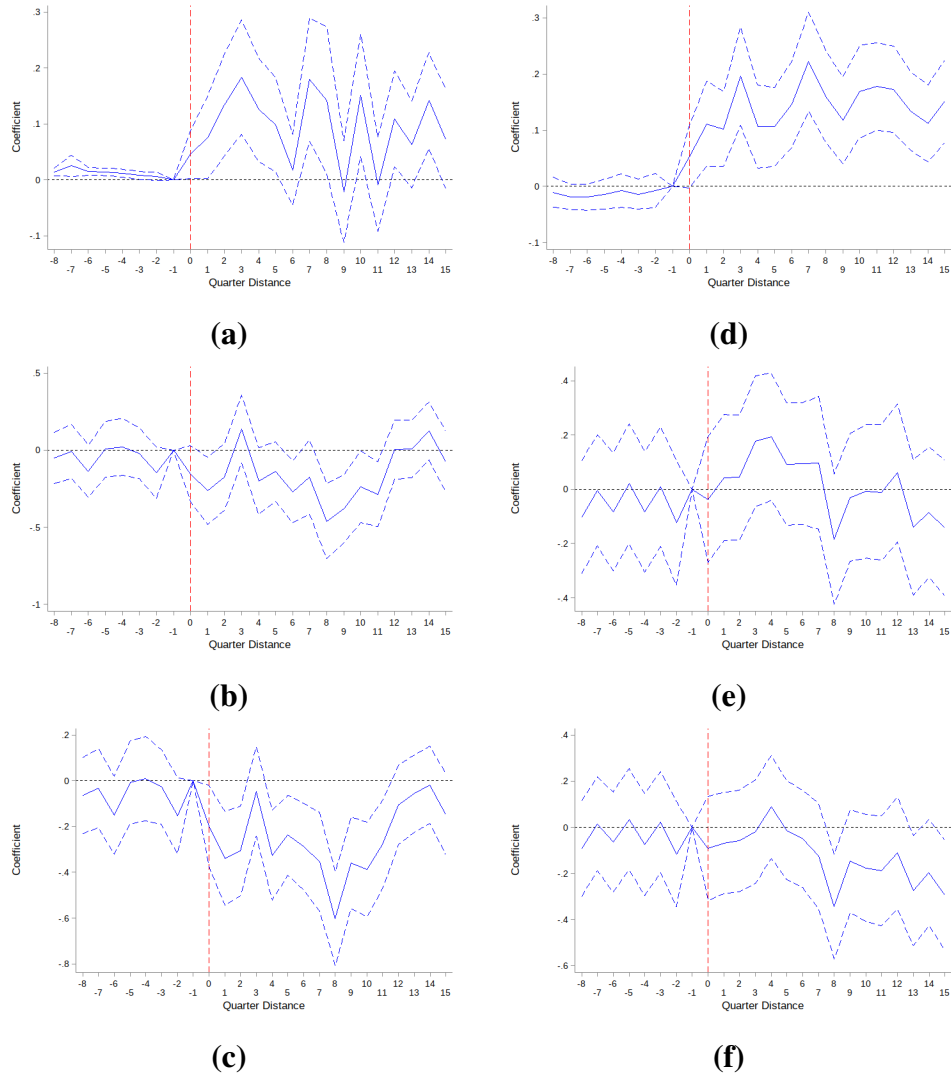 .3
.2
.1
0
-.1
Coefficient
-8 -6 -4 -2 0 2 4 6 8 10 12 14
-7 -5 -3 -1 1 3 5 7 9 11 13 15
Quarter Distance
(a)
.3
.2
.1
0
-.1
Coefficient
-8 -6 -4 -2 0 2 4 6 8 10 12 14
-7 -5 -3 -1 1 3 5 7 9 11 13 15
Quarter Distance
(d)
.5
0
-.5
-1
Coefficient
-8 -6 -4 -2 0 2 4 6 8 10 12 14
-7 -5 -3 -1 1 3 5 7 9 11 13 15
Quarter Distance
(b)
.4
.2
0
-.2
-.4
Coefficient
-8 -6 -4 -2 0 2 4 6 8 10 12 14
-7 -5 -3 -1 1 3 5 7 9 11 13 15
Quarter Distance
(e)
.2
0
-.2
-.4
-.6
-.8
Coefficient
-8 -6 -4 -2 0 2 4 6 8 10 12 14
-7 -5 -3 -1 1 3 5 7 9 11 13 15
Quarter Distance
(c)
.4
.2
0
-.2
-.4
-.6
Coefficient
-8 -6 -4 -2 0 2 4 6 8 10 12 14
-7 -5 -3 -1 1 3 5 7 9 11 13 15
Quarter Distance
(f)